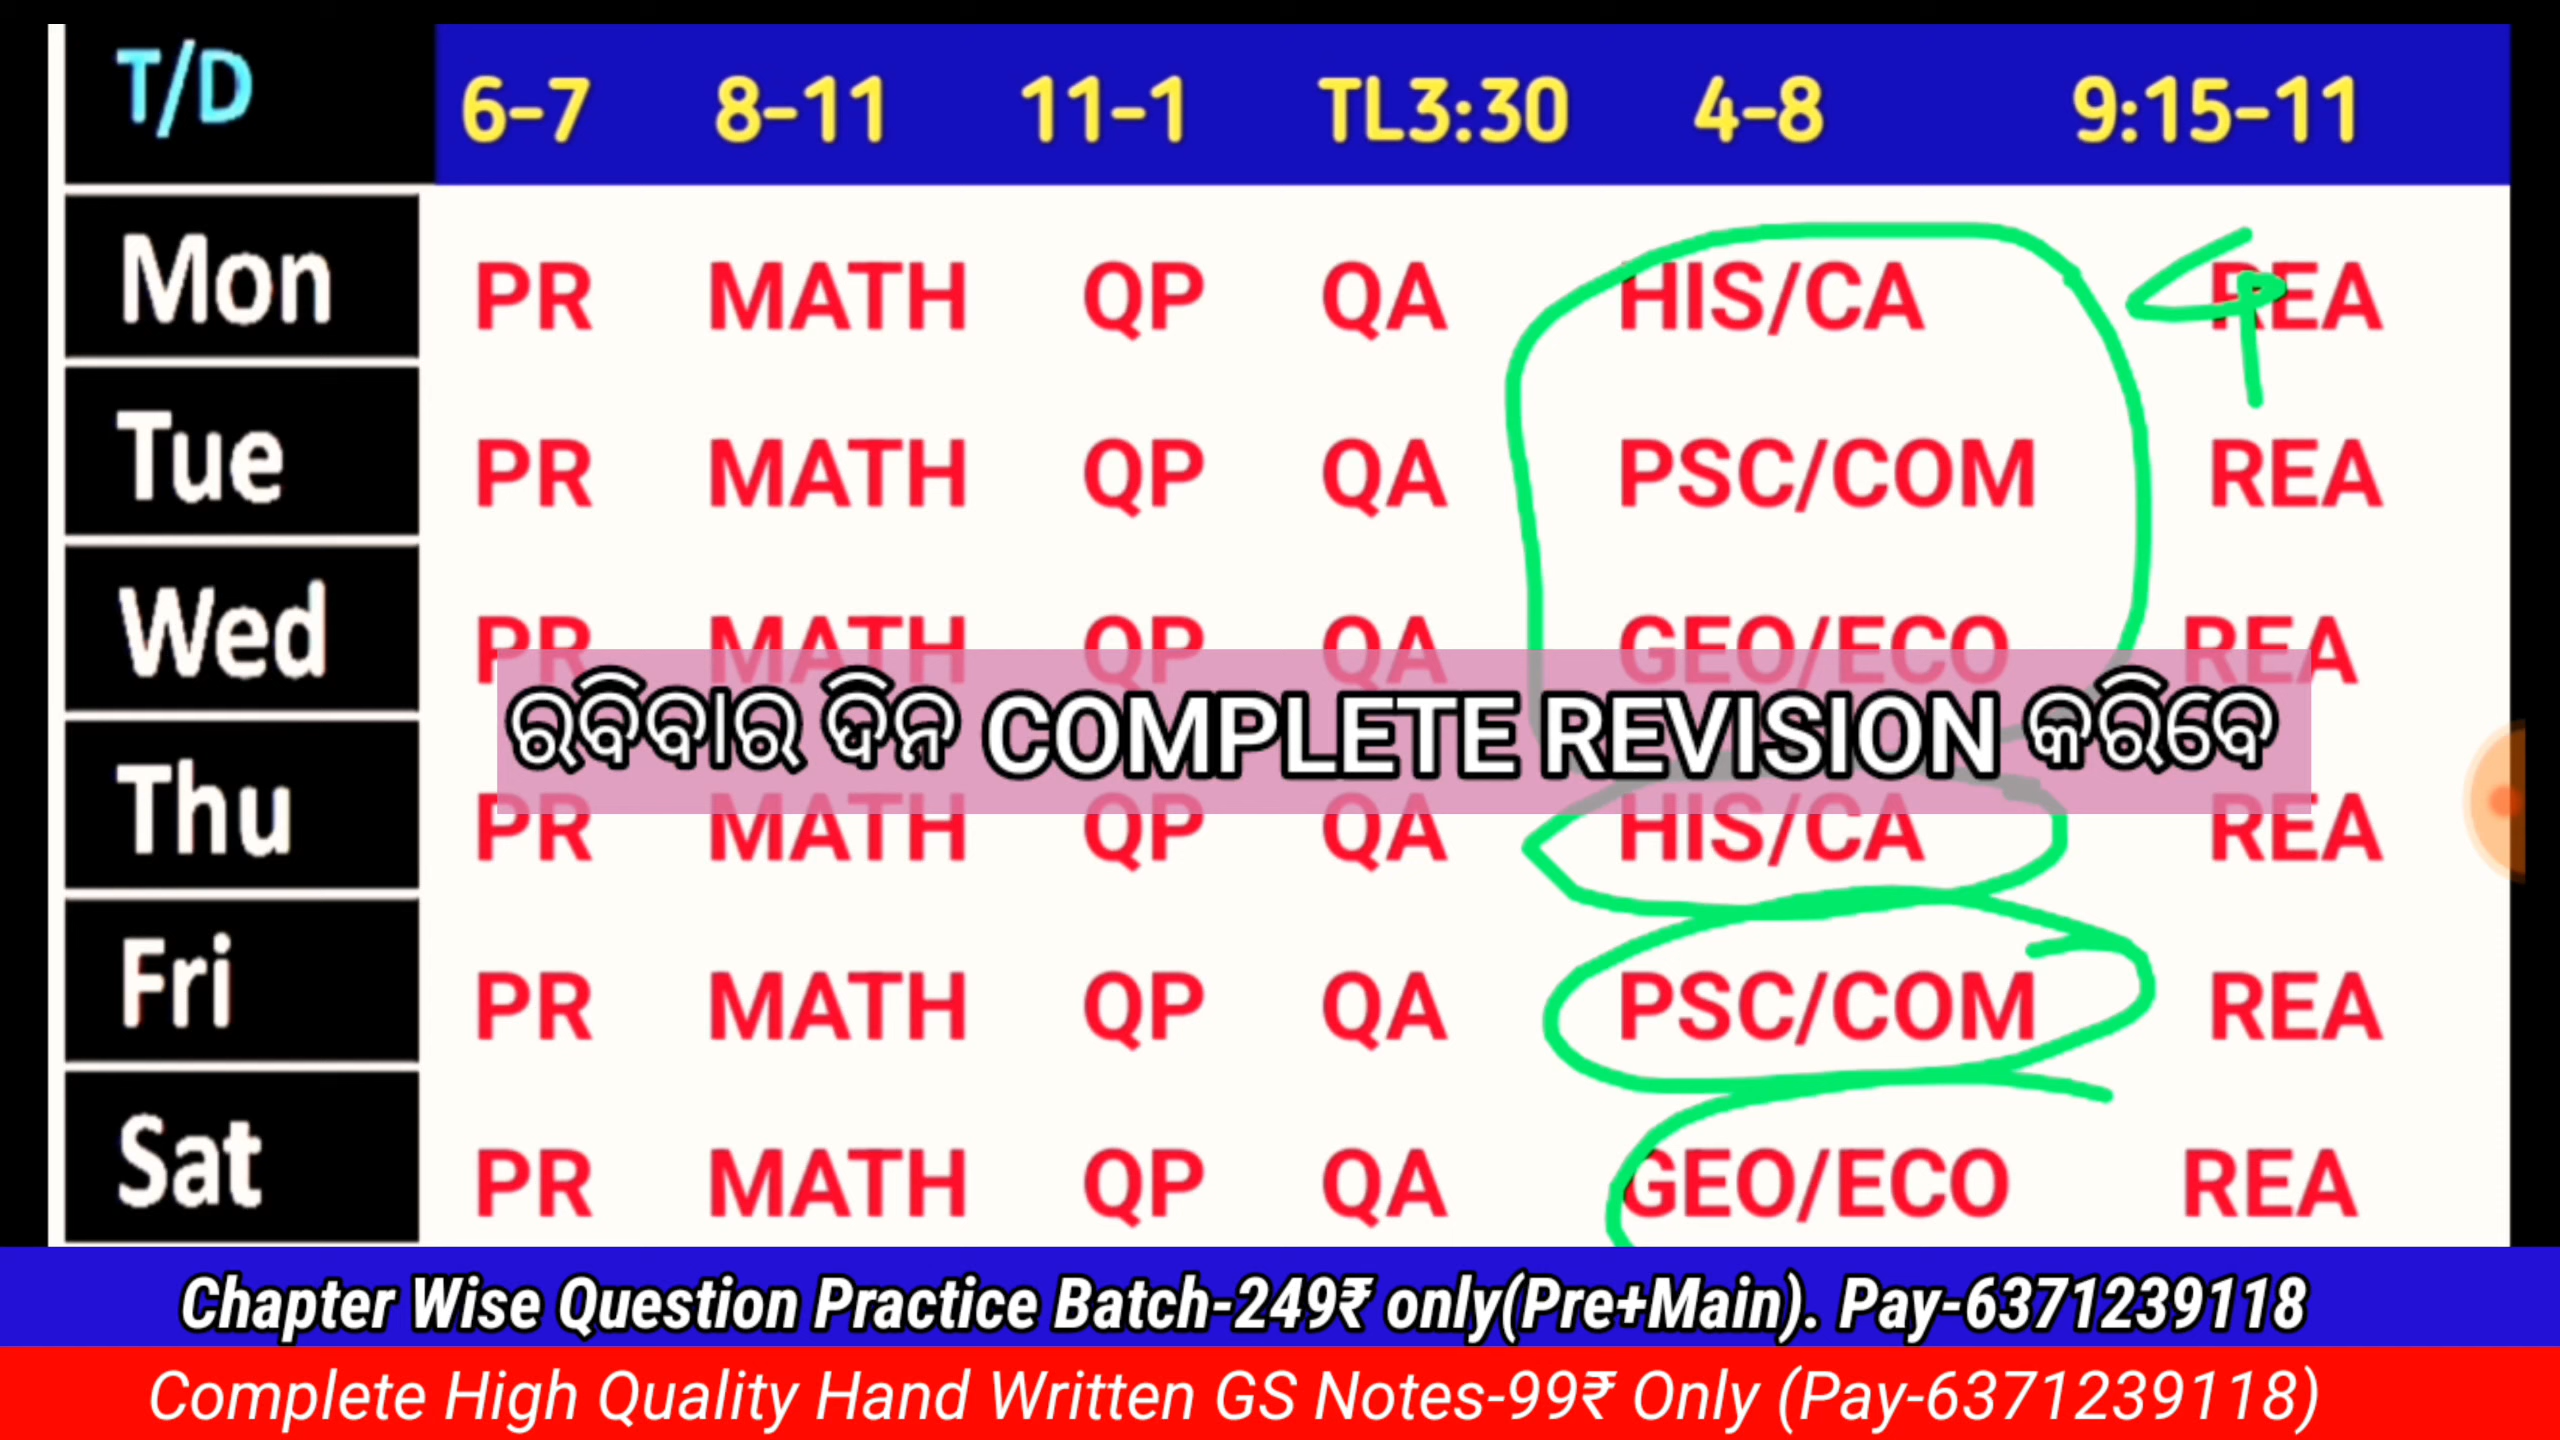 T/D 6-7 8-11 11-1 TL3:30 4-8 9:15-11
Mon PR MATH QP QA HIS/CA REA
Tue PR MATH QP QA PSC/COM REA
Wed PR MATH QP QA GEO/ECO REA
ରବିବାର ଦିନ COMPLETE REVISION କରିବେ
Thu PR MATH QP QA HIS/CA REA
Fri PR MATH QP QA PSC/COM REA
Sat PR MATH QP QA GEO/ECO REA
Chapter Wise Question Practice Batch-249₹ only(Pre+Main). Pay-6371239118
Complete High Quality Hand Written GS Notes-99₹ Only (Pay-6371239118)